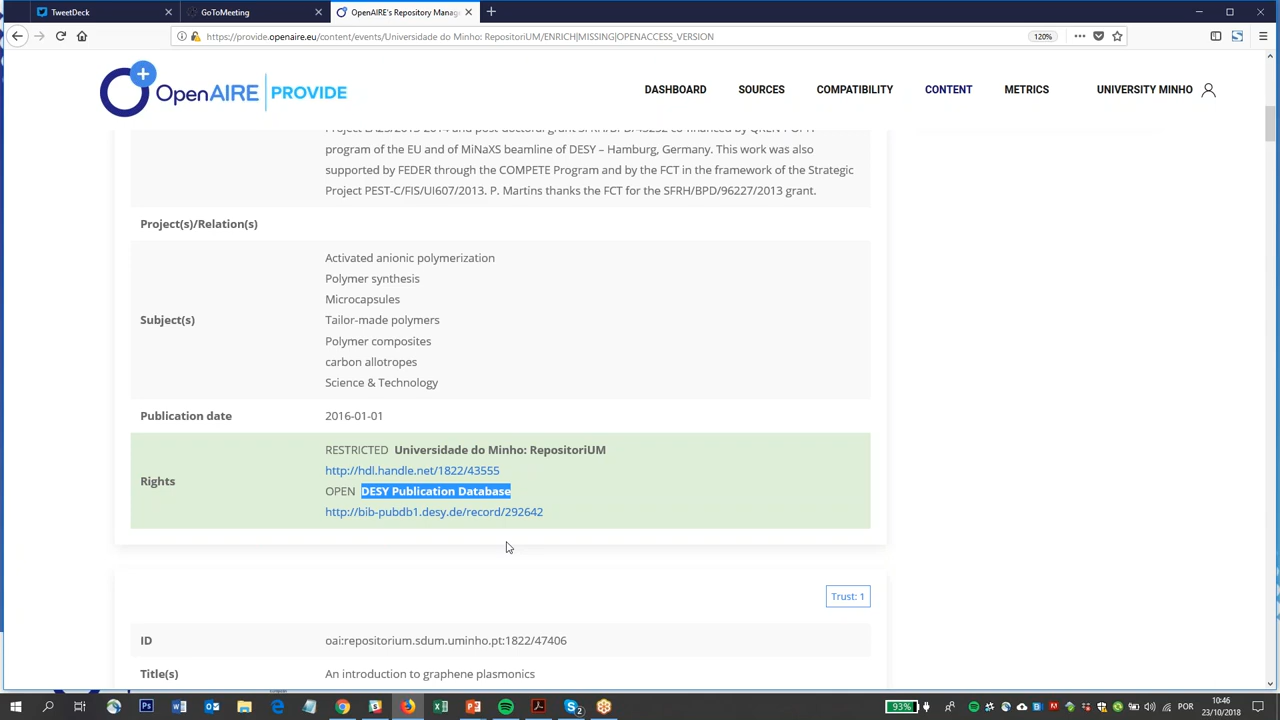 TweetDeck
GoToMeeting
OpenAIRE's Repository Manag
https://provide.openaire.eu/content/events/Universidade do Minho: RepositoriUM/ENRICH|MISSING|OPENACCESS_VERSION
120%
OpenAIRE PROVIDE
DASHBOARD
SOURCES
COMPATIBILITY
CONTENT
METRICS
UNIVERSITY MINHO
program of the EU and of MiNaXS beamline of DESY – Hamburg, Germany. This work was also
supported by FEDER through the COMPETE Program and by the FCT in the framework of the Strategic
Project PEST-C/FIS/UI607/2013. P. Martins thanks the FCT for the SFRH/BPD/96227/2013 grant.
Project(s)/Relation(s)
Subject(s)
Activated anionic polymerization
Polymer synthesis
Microcapsules
Tailor-made polymers
Polymer composites
carbon allotropes
Science & Technology
Publication date
2016-01-01
Rights
RESTRICTED Universidade do Minho: RepositoriUM
http://hdl.handle.net/1822/43555
OPEN DESY Publication Database
http://bib-pubdb1.desy.de/record/292642
Trust: 1
ID
oai:repositorium.sdum.uminho.pt:1822/47406
Title(s)
An introduction to graphene plasmonics
93%
POR
10:46
23/10/2018